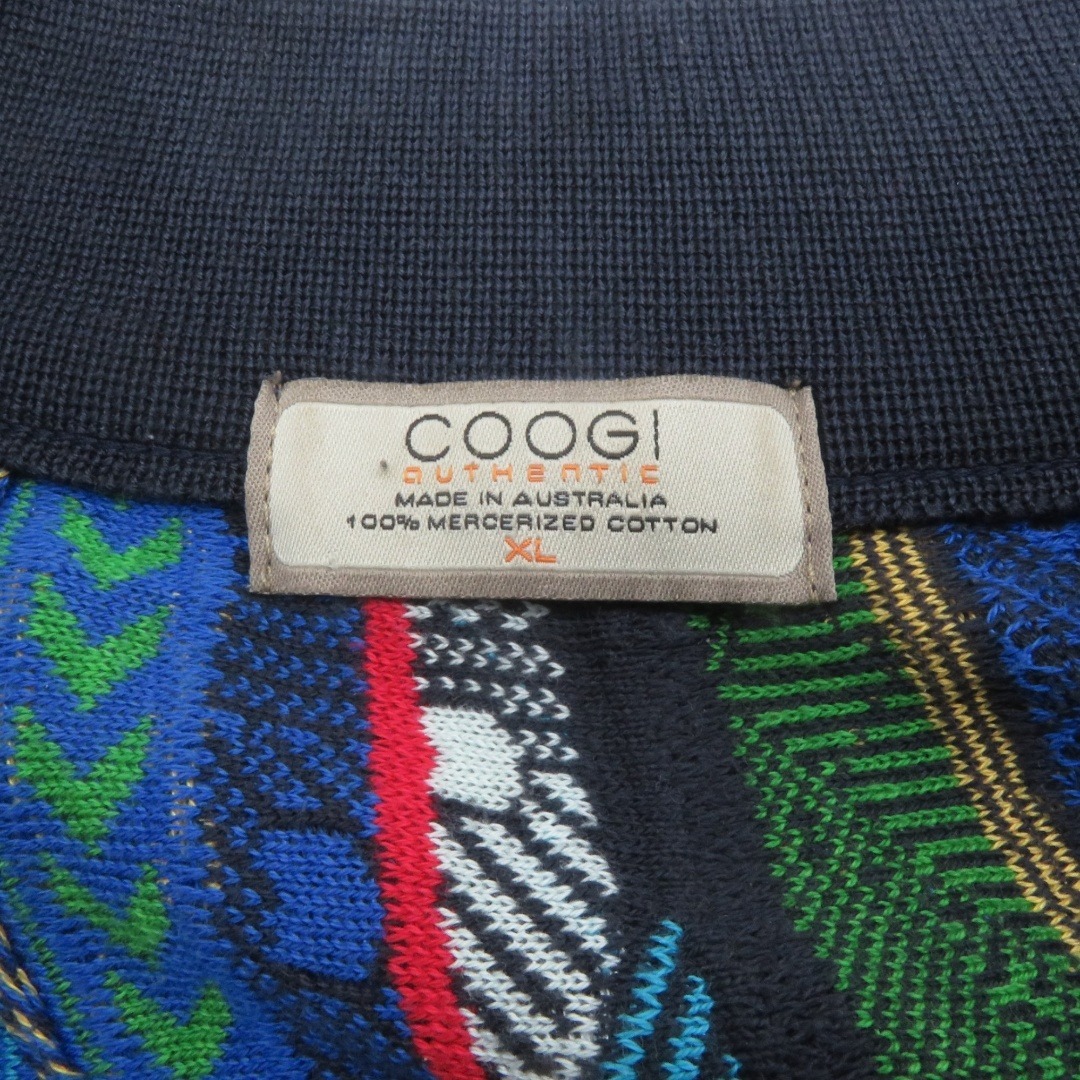 COOGI
AUTHENTIC
MADE IN AUSTRALIA
100% MERCERIZED COTTON
XL